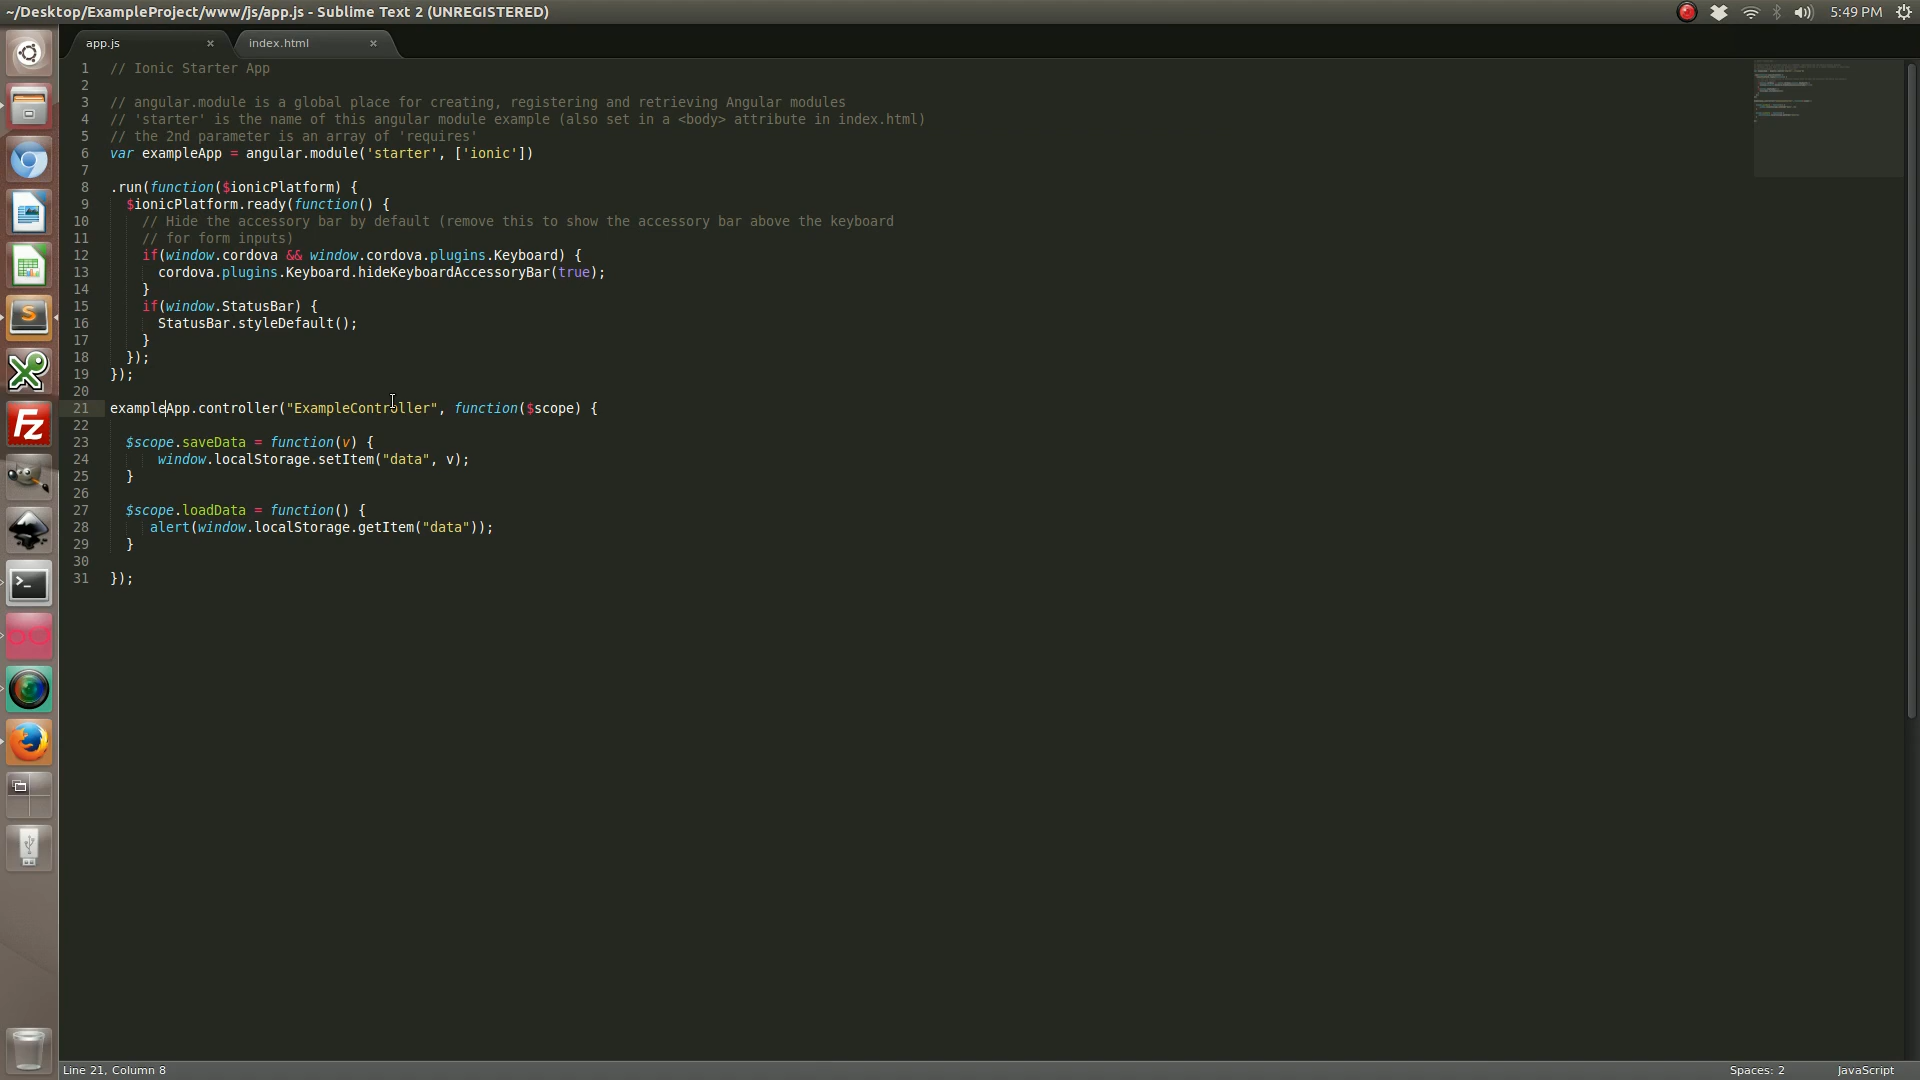 ~/Desktop/ExampleProject/www/js/app.js - Sublime Text 2 (UNREGISTERED)
5:49 PM
app.js × index.html ×
1 // Ionic Starter App
2
3 // angular.module is a global place for creating, registering and retrieving Angular modules
4 // 'starter' is the name of this angular module example (also set in a <body> attribute in index.html)
5 // the 2nd parameter is an array of 'requires'
6 var exampleApp = angular.module('starter', ['ionic'])
7
8 .run(function($ionicPlatform) {
9   $ionicPlatform.ready(function() {
10     // Hide the accessory bar by default (remove this to show the accessory bar above the keyboard
11     // for form inputs)
12     if(window.cordova && window.cordova.plugins.Keyboard) {
13       cordova.plugins.Keyboard.hideKeyboardAccessoryBar(true);
14     }
15     if(window.StatusBar) {
16       StatusBar.styleDefault();
17     }
18   });
19 });
20
21 exampleApp.controller("ExampleController", function($scope) {
22
23   $scope.saveData = function(v) {
24       window.localStorage.setItem("data", v);
25   }
26
27   $scope.loadData = function() {
28      alert(window.localStorage.getItem("data"));
29   }
30
31 });
Line 21, Column 8
Spaces: 2
JavaScript